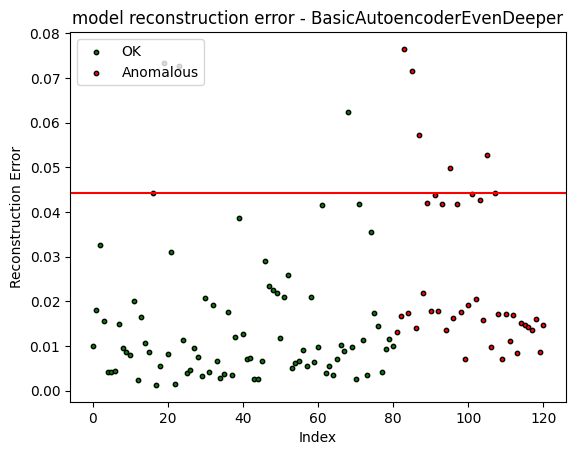 model reconstruction error - BasicAutoencoderEvenDeeper
OK
Anomalous
Reconstruction Error
0.08
0.07
0.06
0.05
0.04
0.03
0.02
0.01
0.00
0 20 40 60 80 100 120
Index